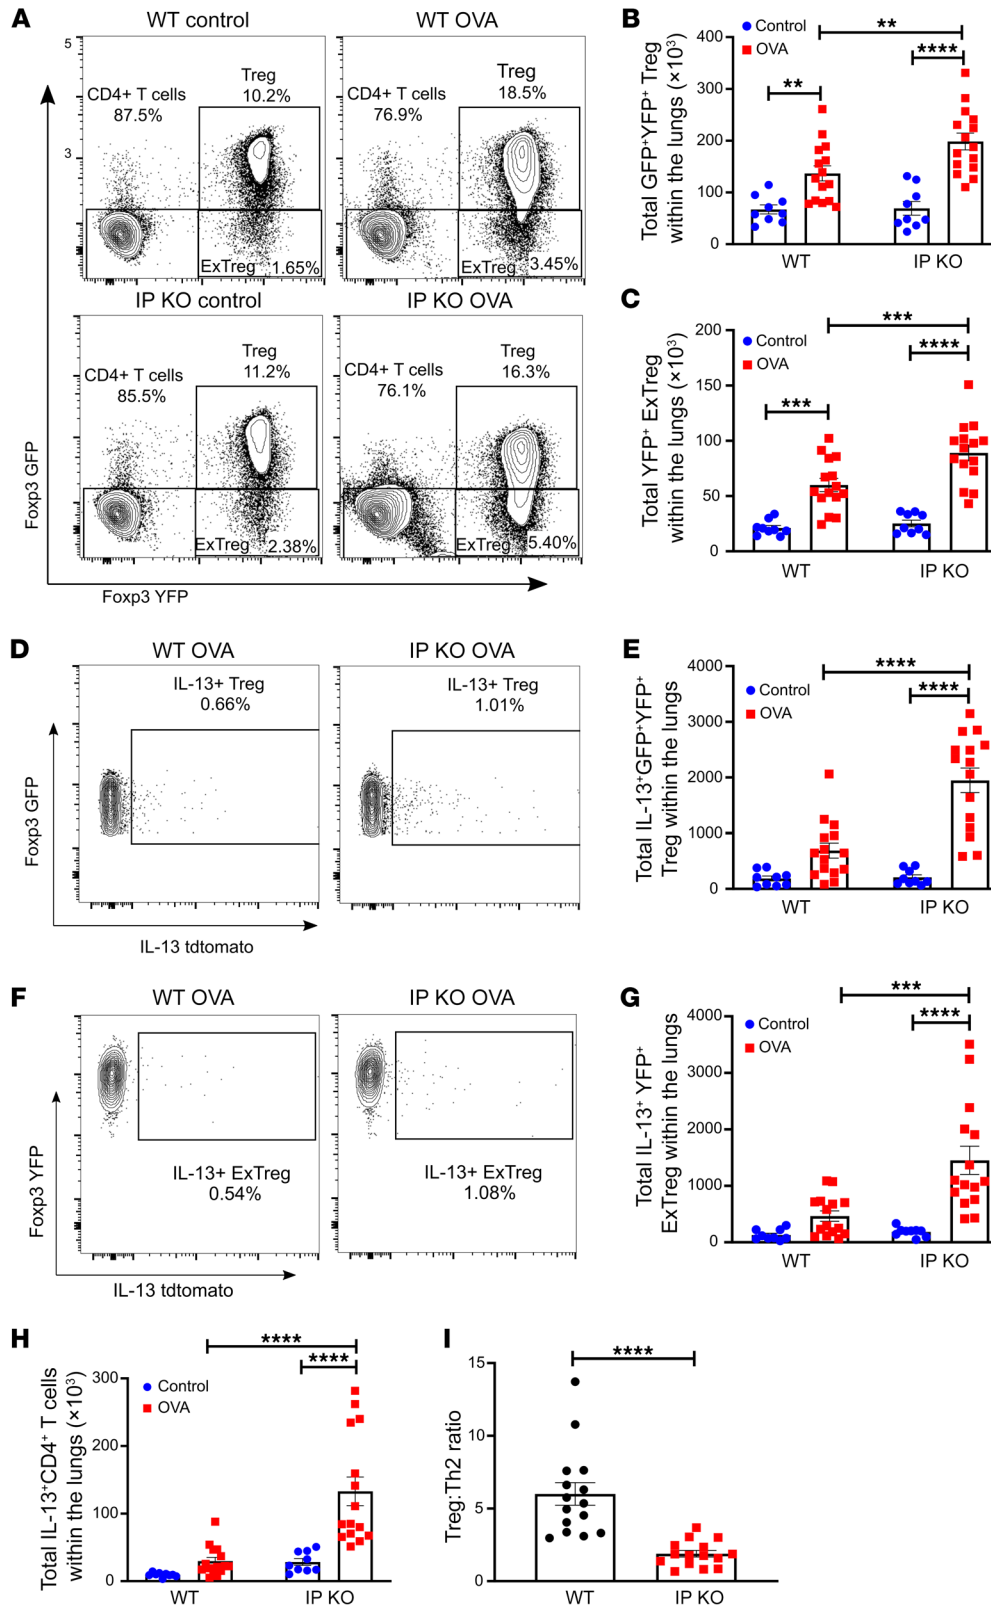 A
WT control
WT OVA
5
3
CD4+ T cells
87.5%
Treg
10.2%
ExTreg
1.65%
CD4+ T cells
76.9%
Treg
18.5%
ExTreg
3.45%
IP KO control
IP KO OVA
CD4+ T cells
85.5%
Treg
11.2%
ExTreg
2.38%
CD4+ T cells
76.1%
Treg
16.3%
ExTreg
5.40%
Foxp3 GFP
Foxp3 YFP
B
Total GFP⁺YFP⁺ Treg
within the lungs (×10³)
Control
OVA
**
**
****
400
300
200
100
0
WT
IP KO
C
Total YFP⁺ ExTreg
within the lungs (×10³)
Control
OVA
***
***
****
200
150
100
50
0
WT
IP KO
D
WT OVA
IP KO OVA
IL-13+ Treg
0.66%
IL-13+ Treg
1.01%
Foxp3 GFP
IL-13 tdtomato
E
Total IL-13⁺GFP⁺YFP⁺
Treg within the lungs
Control
OVA
****
****
4000
3000
2000
1000
0
WT
IP KO
F
WT OVA
IP KO OVA
IL-13+ ExTreg
0.54%
IL-13+ ExTreg
1.08%
Foxp3 YFP
IL-13 tdtomato
G
Total IL-13⁺ YFP⁺
ExTreg within the lungs
Control
OVA
***
****
4000
3000
2000
1000
0
WT
IP KO
H
Total IL-13⁺CD4⁺ T cells
within the lungs (×10³)
Control
OVA
****
****
300
200
100
0
WT
IP KO
I
Treg:Th2 ratio
****
15
10
5
0
WT
IP KO